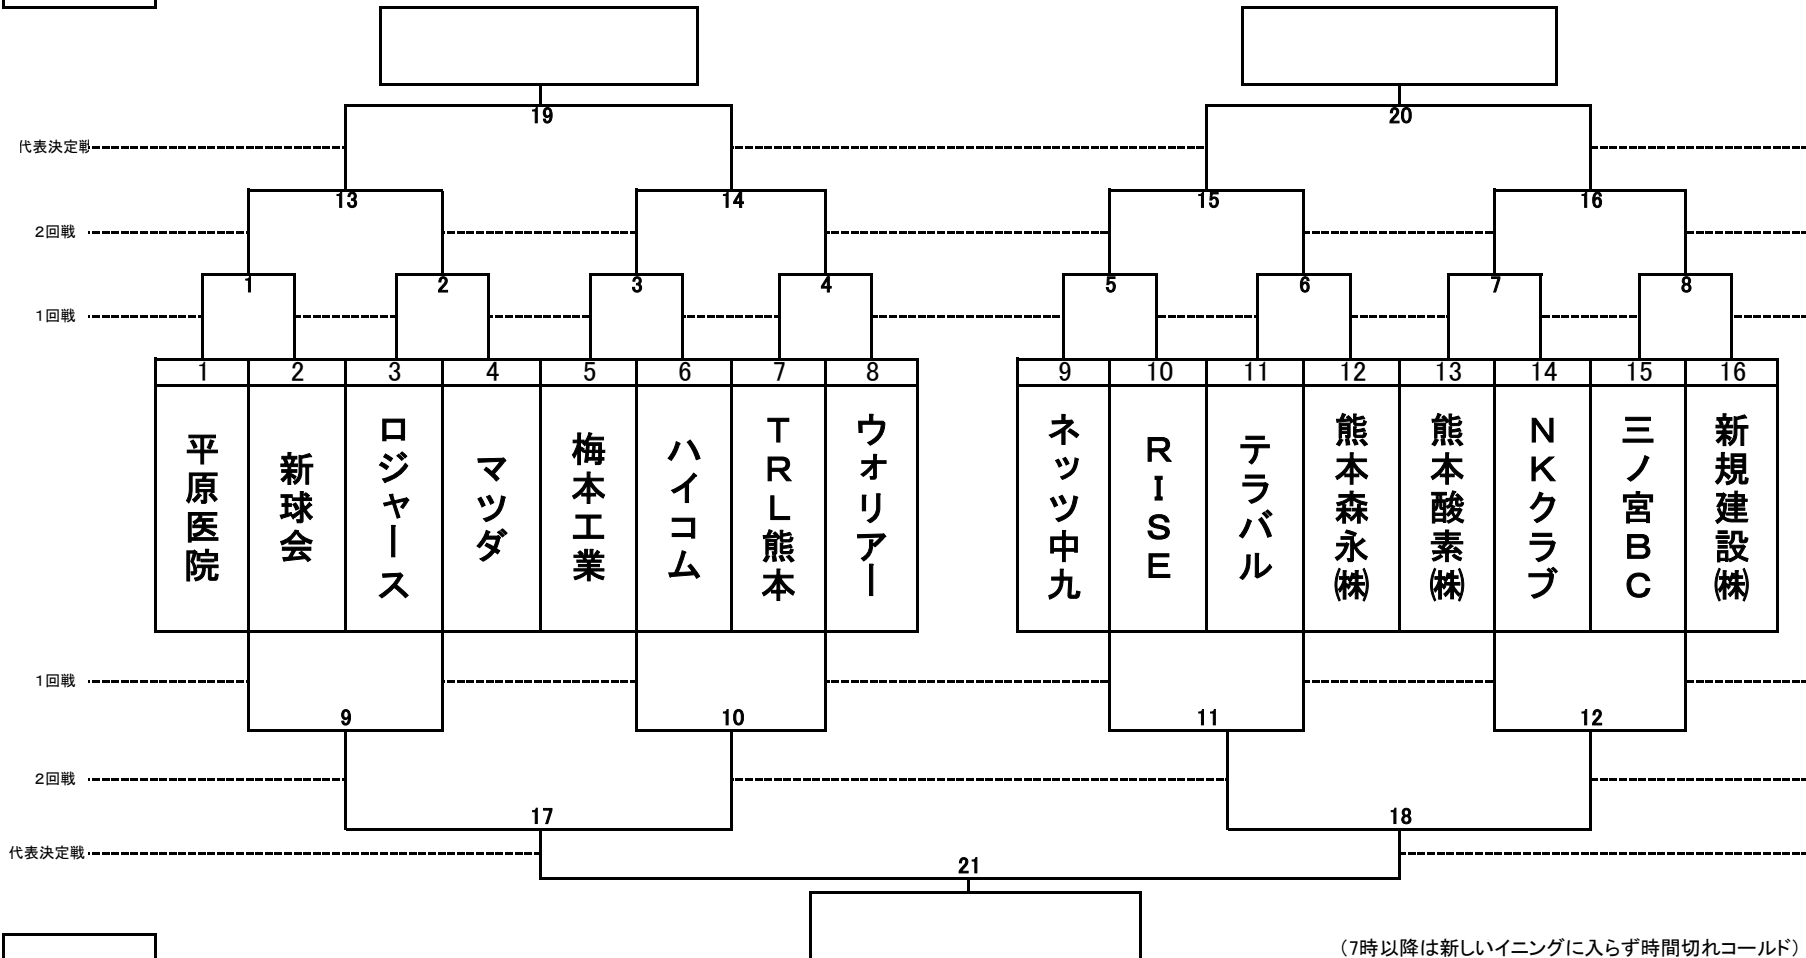 19 20
代表決定戦
13 14 15 16
２回戦
1 2 3 4 5 6 7 8
１回戦
1 2 3 4 5 6 7 8 9 10 11 12 13 14 15 16
平原医院
新球会
ロジャース
マツダ
梅本工業
ハイコム
ＴＲＬ熊本
ウォリアー
ネッツ中九
ＲＩＳＥ
テラバル
熊本森永㈱
熊本酸素㈱
ＮＫクラブ
三ノ宮ＢＣ
新規建設㈱
１回戦
9 10 11 12
２回戦
17 18
代表決定戦
21
（7時以降は新しいイニングに入らず時間切れコールド）